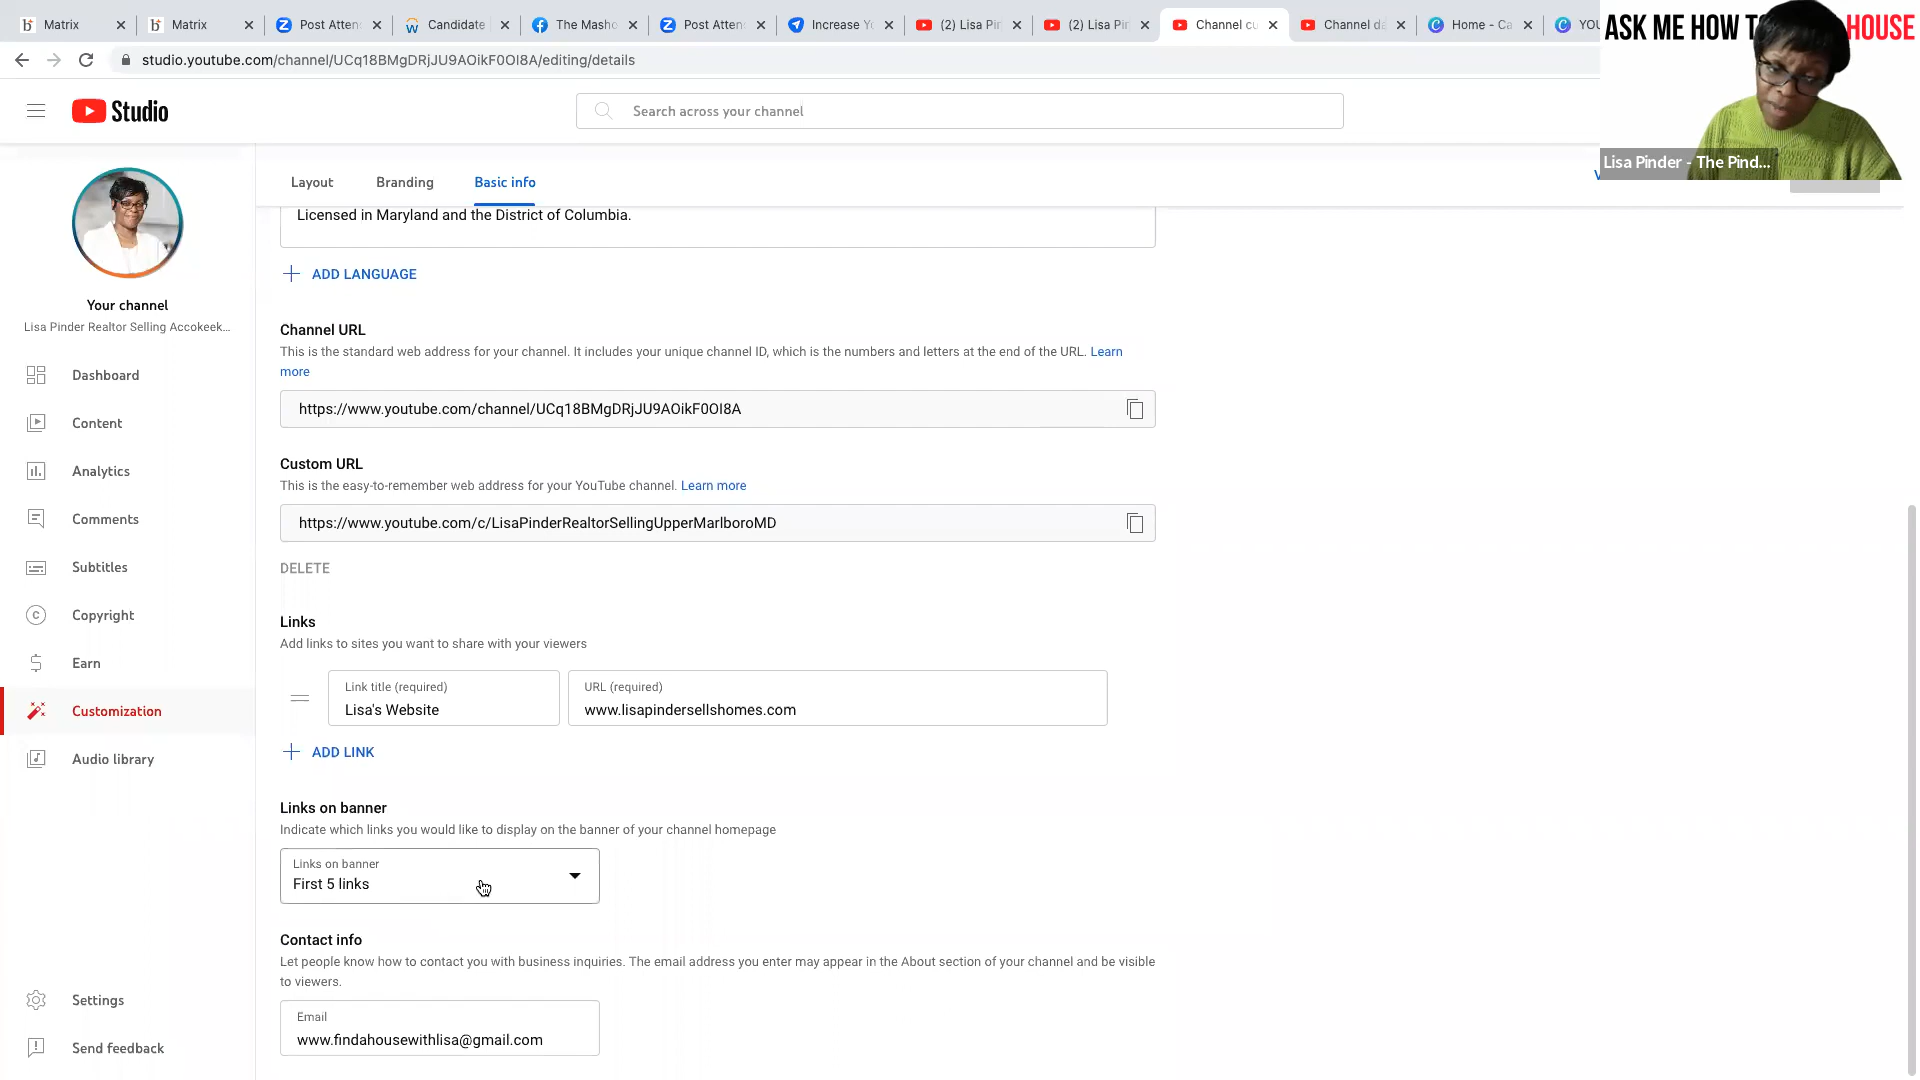 Matrix
Matrix
Post Atten
Candidate
The Masho
Post Atten
Increase Yo
(2) Lisa Pin
(2) Lisa Pin
Channel cu
Channel da
Home - Ca
YOU
ASK ME HOW T
HOUSE
studio.youtube.com/channel/UCq18BMgDRjJU9AOikF0OI8A/editing/details
Studio
Search across your channel
Lisa Pinder - The Pind...
Layout
Branding
Basic info
Licensed in Maryland and the District of Columbia.
ADD LANGUAGE
Your channel
Lisa Pinder Realtor Selling Accokeek...
Dashboard
Content
Analytics
Comments
Subtitles
Copyright
Earn
Customization
Audio library
Settings
Send feedback
Channel URL
This is the standard web address for your channel. It includes your unique channel ID, which is the numbers and letters at the end of the URL. Learn
more
https://www.youtube.com/channel/UCq18BMgDRjJU9AOikF0OI8A
Custom URL
This is the easy-to-remember web address for your YouTube channel. Learn more
https://www.youtube.com/c/LisaPinderRealtorSellingUpperMarlboroMD
DELETE
Links
Add links to sites you want to share with your viewers
Link title (required)
Lisa's Website
URL (required)
www.lisapindersellshomes.com
ADD LINK
Links on banner
Indicate which links you would like to display on the banner of your channel homepage
Links on banner
First 5 links
Contact info
Let people know how to contact you with business inquiries. The email address you enter may appear in the About section of your channel and be visible
to viewers.
Email
www.findahousewithlisa@gmail.com